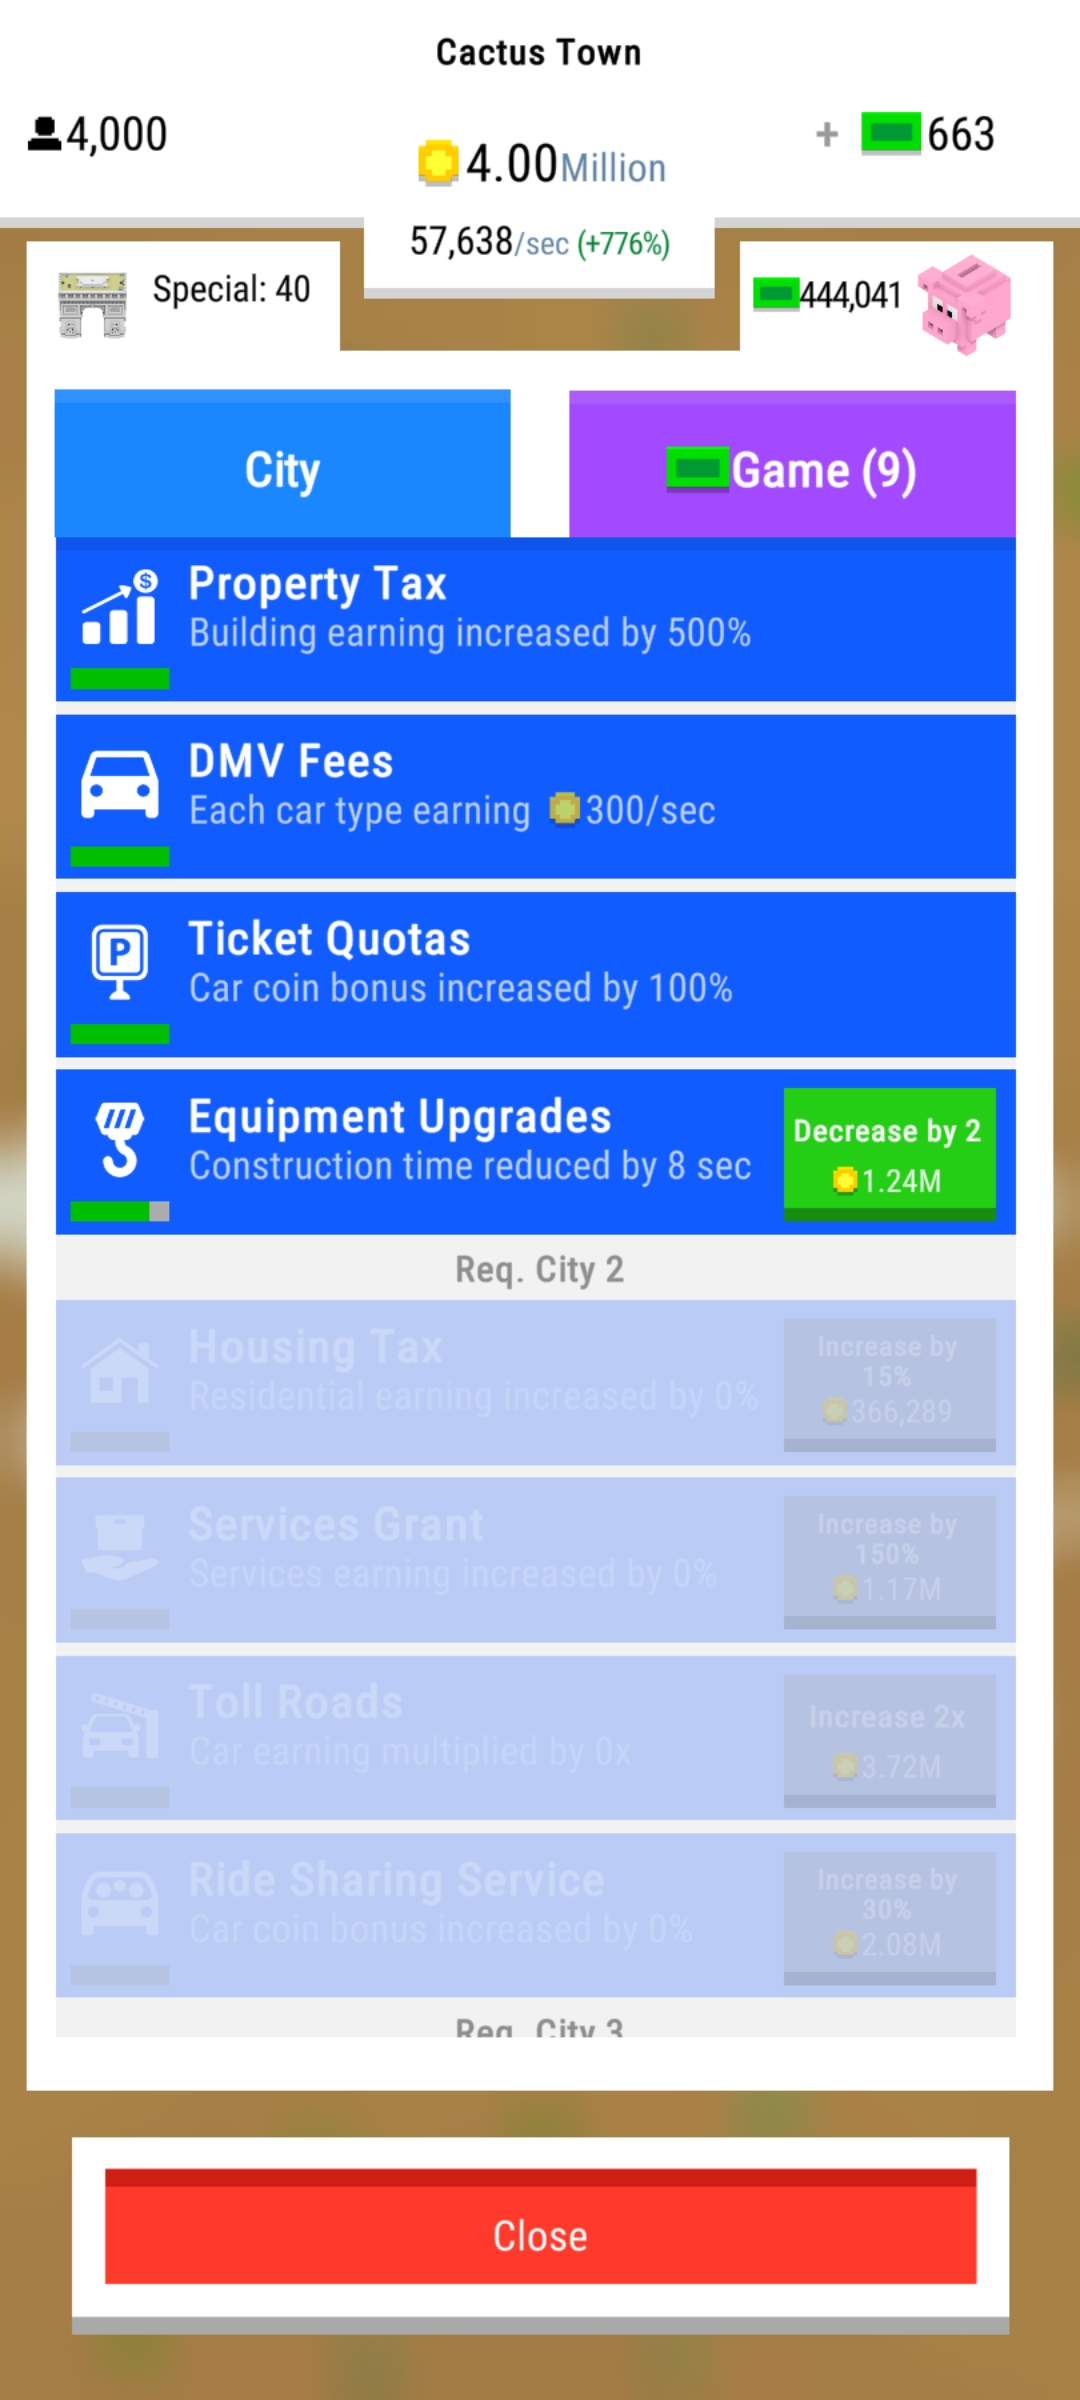 Cactus Town
4,000
4.00Million
+ 663
57,638/sec (+776%)
Special: 40
444,041
City
Game (9)
Property Tax
Building earning increased by 500%
DMV Fees
Each car type earning 300/sec
P
Ticket Quotas
Car coin bonus increased by 100%
Equipment Upgrades
Construction time reduced by 8 sec
Decrease by 2
1.24M
Req. City 2
Housing Tax
Residential earning increased by 0%
Increase by
15%
366,289
Services Grant
Services earning increased by 0%
Increase by
150%
1.17M
Toll Roads
Car earning multiplied by 0x
Increase 2x
3.72M
Ride Sharing Service
Car coin bonus increased by 0%
Increase by
30%
2.08M
Req. City 3
Close